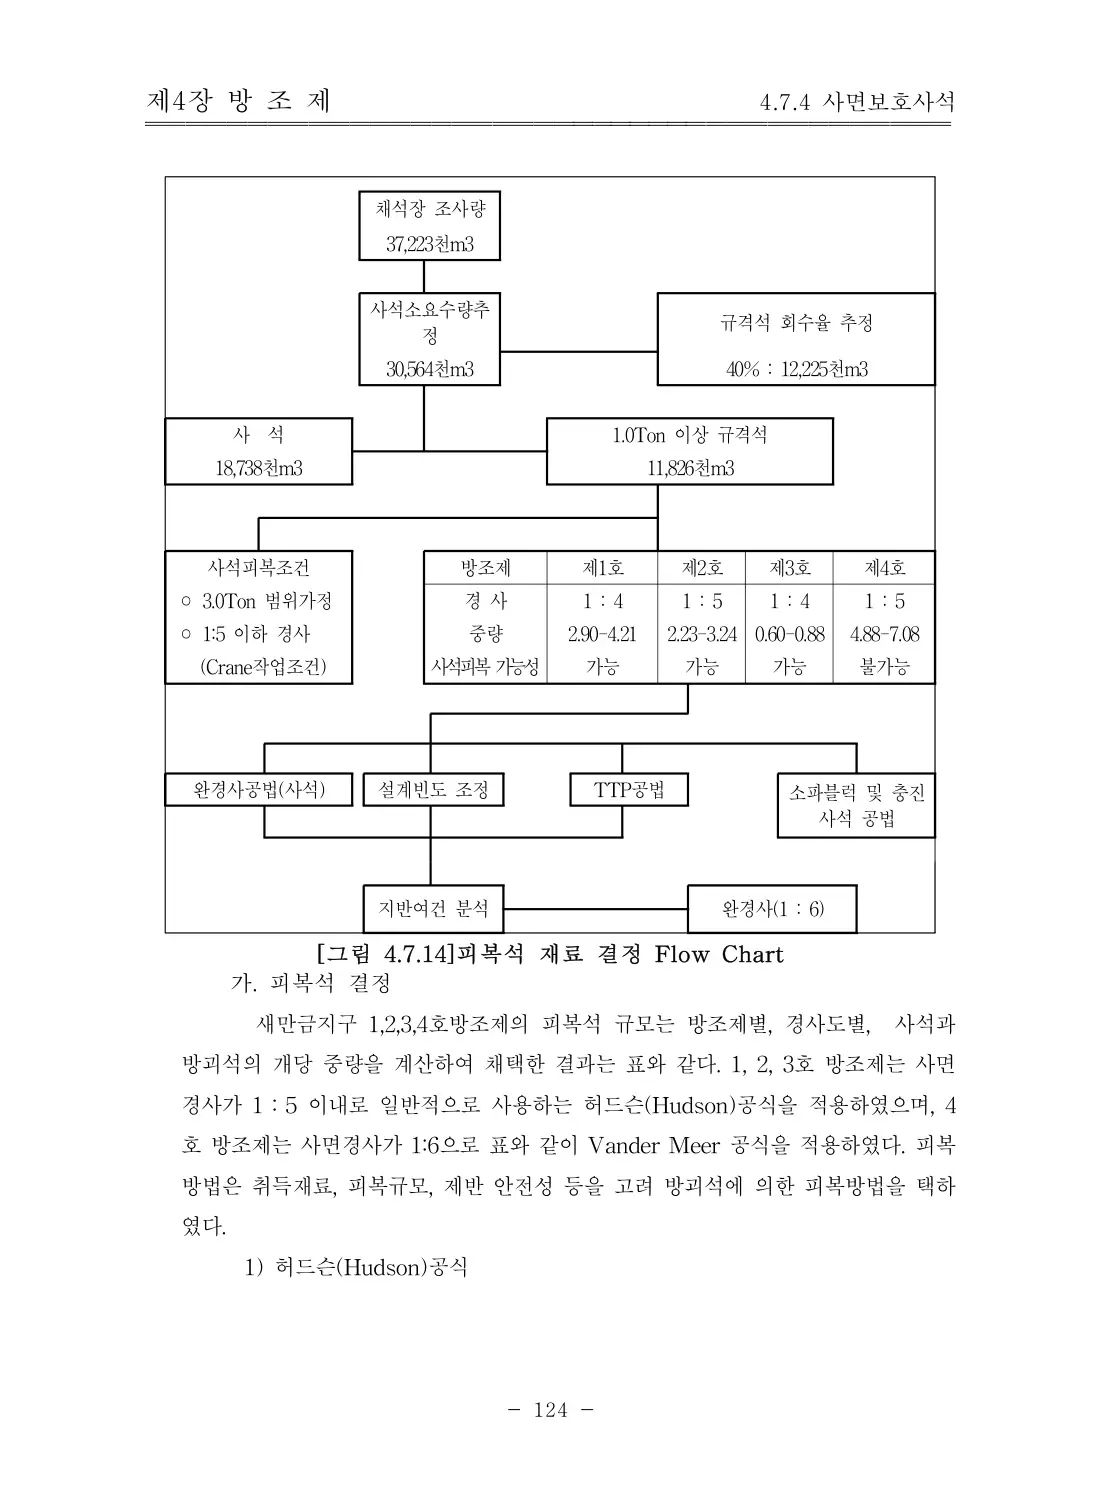 제4장 방 조 제
4.7.4 사면보호사석
채석장 조사량
37,223천m3
사석소요수량추
정
30,564천m3
규격석 회수율 추정
40% : 12,225천m3
사 석
18,738천m3
1.0Ton 이상 규격석
11,826천m3
사석피복조건
○ 3.0Ton 범위가정
○ 1:5 이하 경사
(Crane작업조건)
방조제 제1호 제2호 제3호 제4호
경 사 1 : 4 1 : 5 1 : 4 1 : 5
중량 2.90-4.21 2.23-3.24 0.60-0.88 4.88-7.08
사석피복 가능성 가능 가능 가능 불가능
완경사공법(사석)
설계빈도 조정
TTP공법
소파블럭 및 충진
사석 공법
지반여건 분석
완경사(1 : 6)
[그림 4.7.14]피복석 재료 결정 Flow Chart
가. 피복석 결정
새만금지구 1,2,3,4호방조제의 피복석 규모는 방조제별, 경사도별, 사석과
방괴석의 개당 중량을 계산하여 채택한 결과는 표와 같다. 1, 2, 3호 방조제는 사면
경사가 1 : 5 이내로 일반적으로 사용하는 허드슨(Hudson)공식을 적용하였으며, 4
호 방조제는 사면경사가 1:6으로 표와 같이 Vander Meer 공식을 적용하였다. 피복
방법은 취득재료, 피복규모, 제반 안전성 등을 고려 방괴석에 의한 피복방법을 택하
였다.
1) 허드슨(Hudson)공식
- 124 -